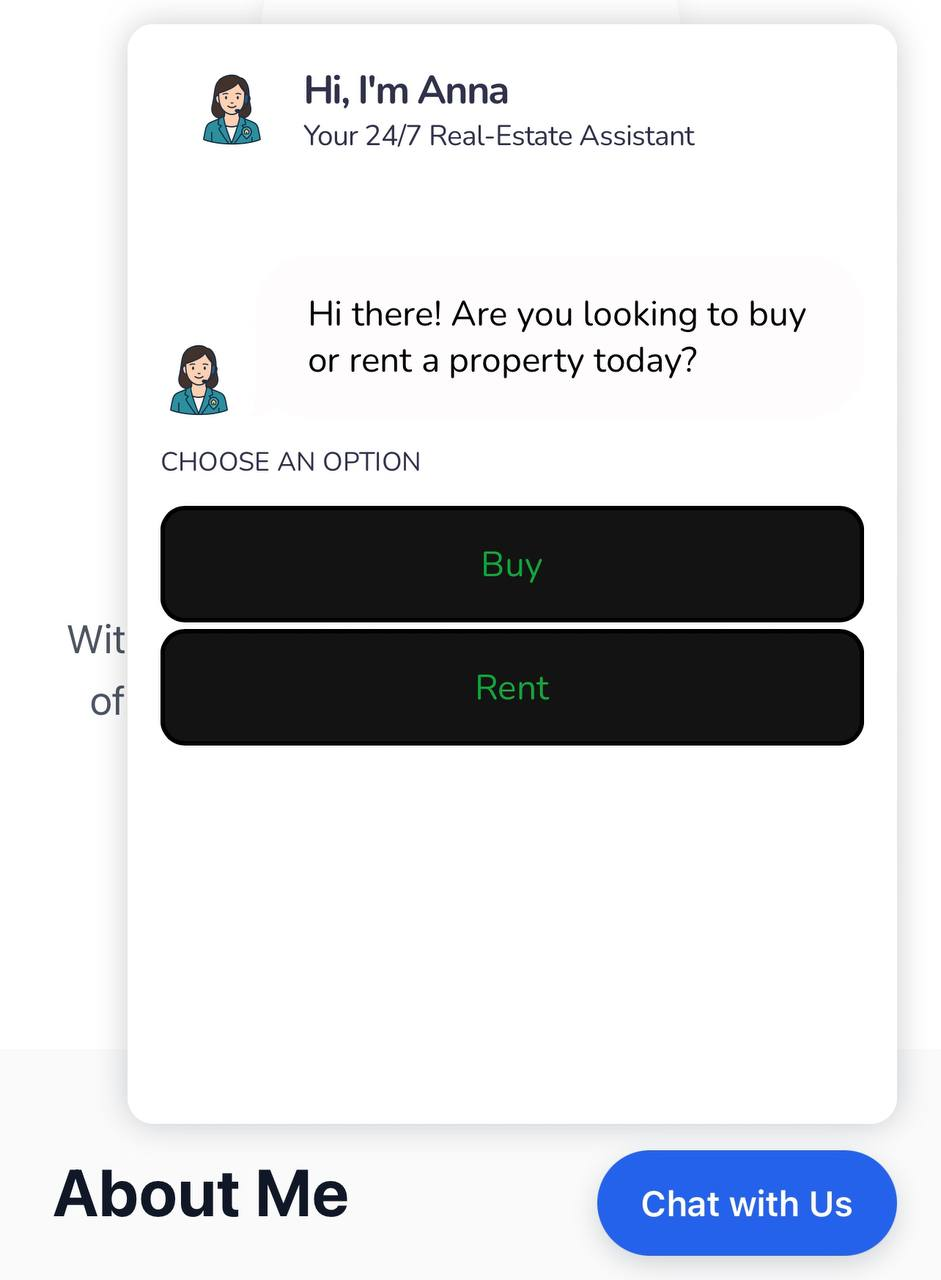 Hi, I'm Anna
Your 24/7 Real-Estate Assistant
Hi there! Are you looking to buy
or rent a property today?
CHOOSE AN OPTION
Buy
Rent
Wit
of
About Me
Chat with Us